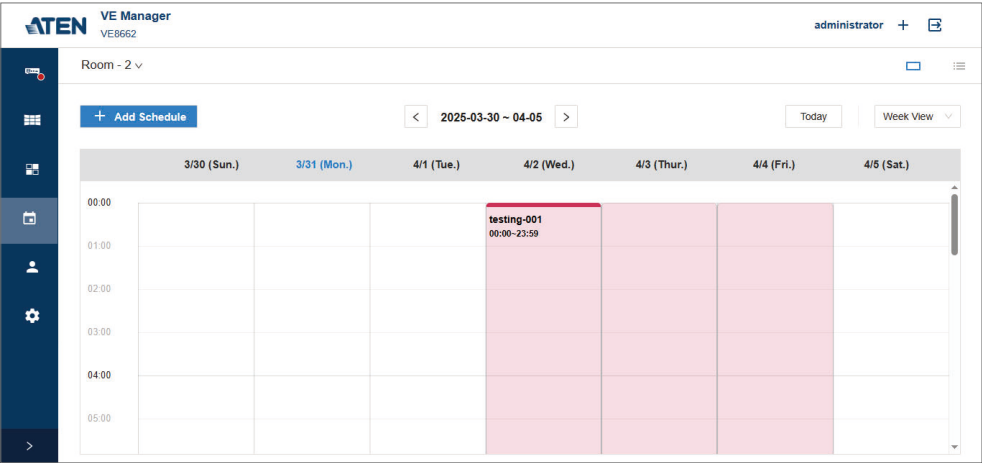 ATEN
VE Manager
VE8662
administrator
Room - 2
+ Add Schedule
< 2025-03-30 ~ 04-05 >
Today
Week View
3/30 (Sun.) 3/31 (Mon.) 4/1 (Tue.) 4/2 (Wed.) 4/3 (Thur.) 4/4 (Fri.) 4/5 (Sat.)
00:00
testing-001
00:00~23:59
01:00
02:00
03:00
04:00
05:00
>